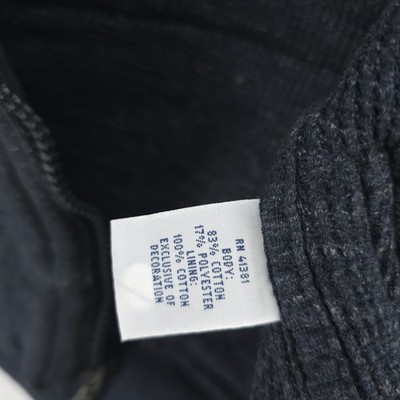 RN 41381
BODY:
83% COTTON
17% POLYESTER
LINING:
100% COTTON
EXCLUSIVE OF
DECORATION